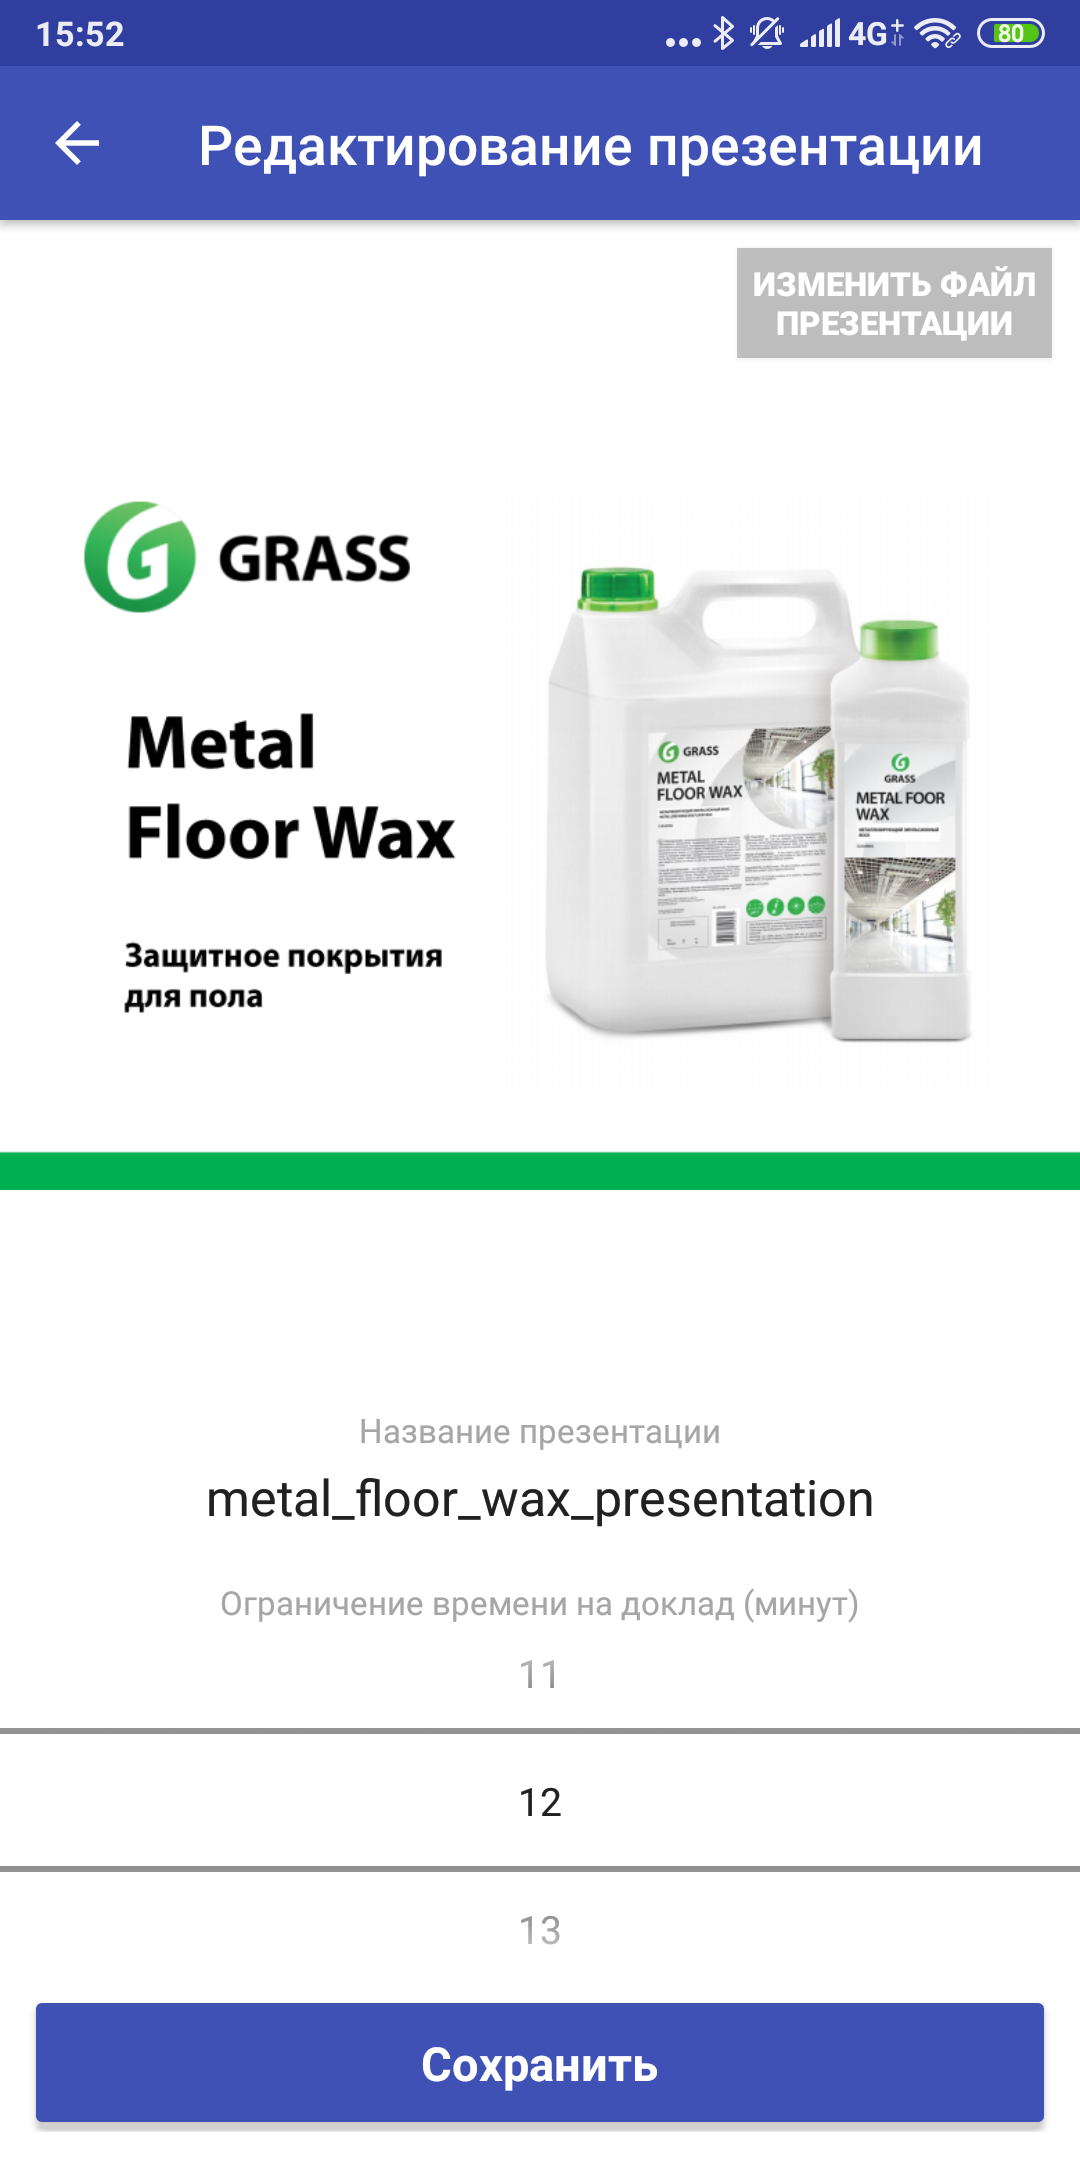 15:52
4G+
80
Редактирование презентации
ИЗМЕНИТЬ ФАЙЛ
ПРЕЗЕНТАЦИИ
GRASS
Metal
Floor Wax
Защитное покрытия
для пола
GRASS
METAL
FLOOR WAX
GRASS
METAL FOOR
WAX
Название презентации
metal_floor_wax_presentation
Ограничение времени на доклад (минут)
11
12
13
Сохранить